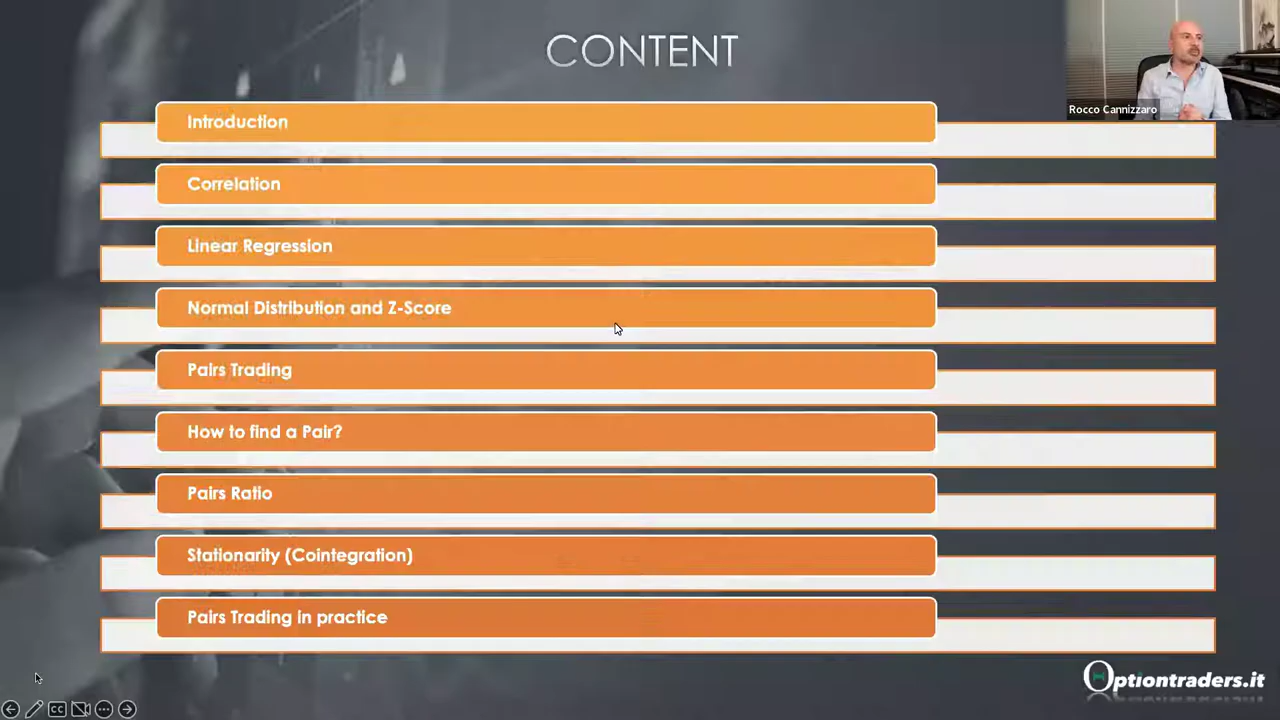 CONTENT
Rocco Cannizzaro
Introduction
Correlation
Linear Regression
Normal Distribution and Z-Score
Pairs Trading
How to find a Pair?
Pairs Ratio
Stationarity (Cointegration)
Pairs Trading in practice
Optiontraders.it
CC